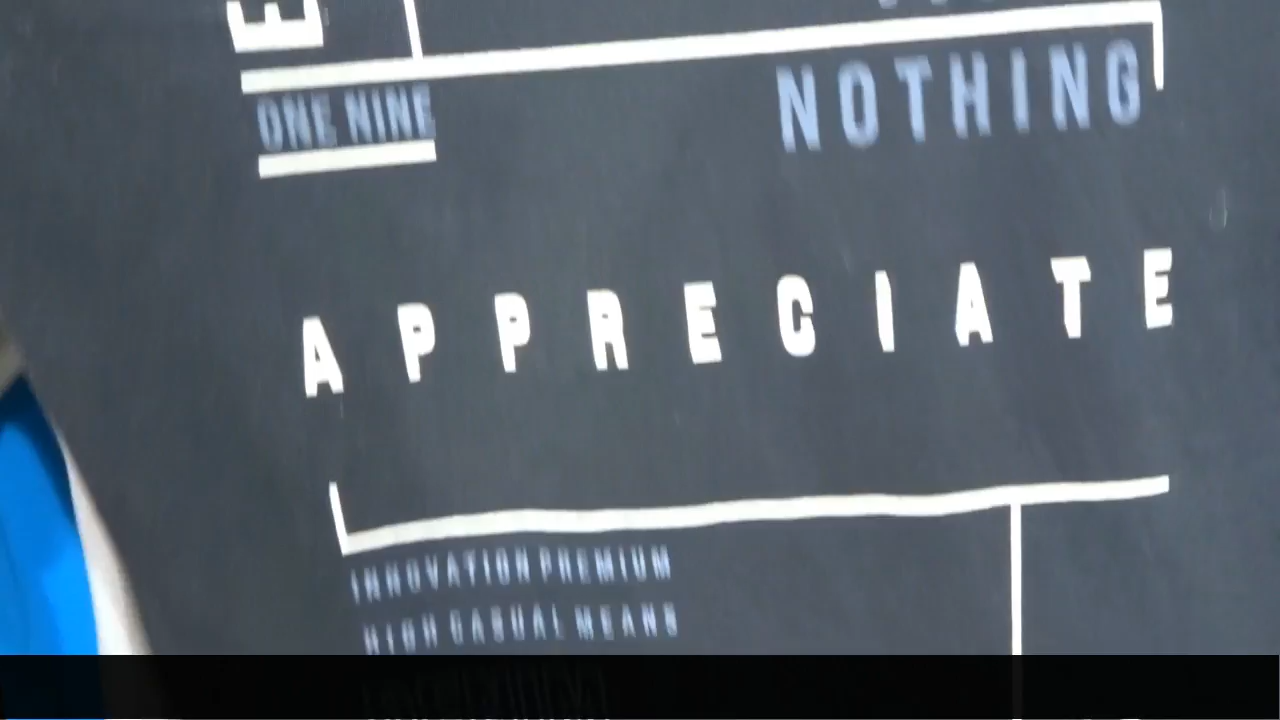 E
ONE NINE
NOTHING
APPRECIATE
INNOVATION PREMIUM
HIGH CASUAL MEANS